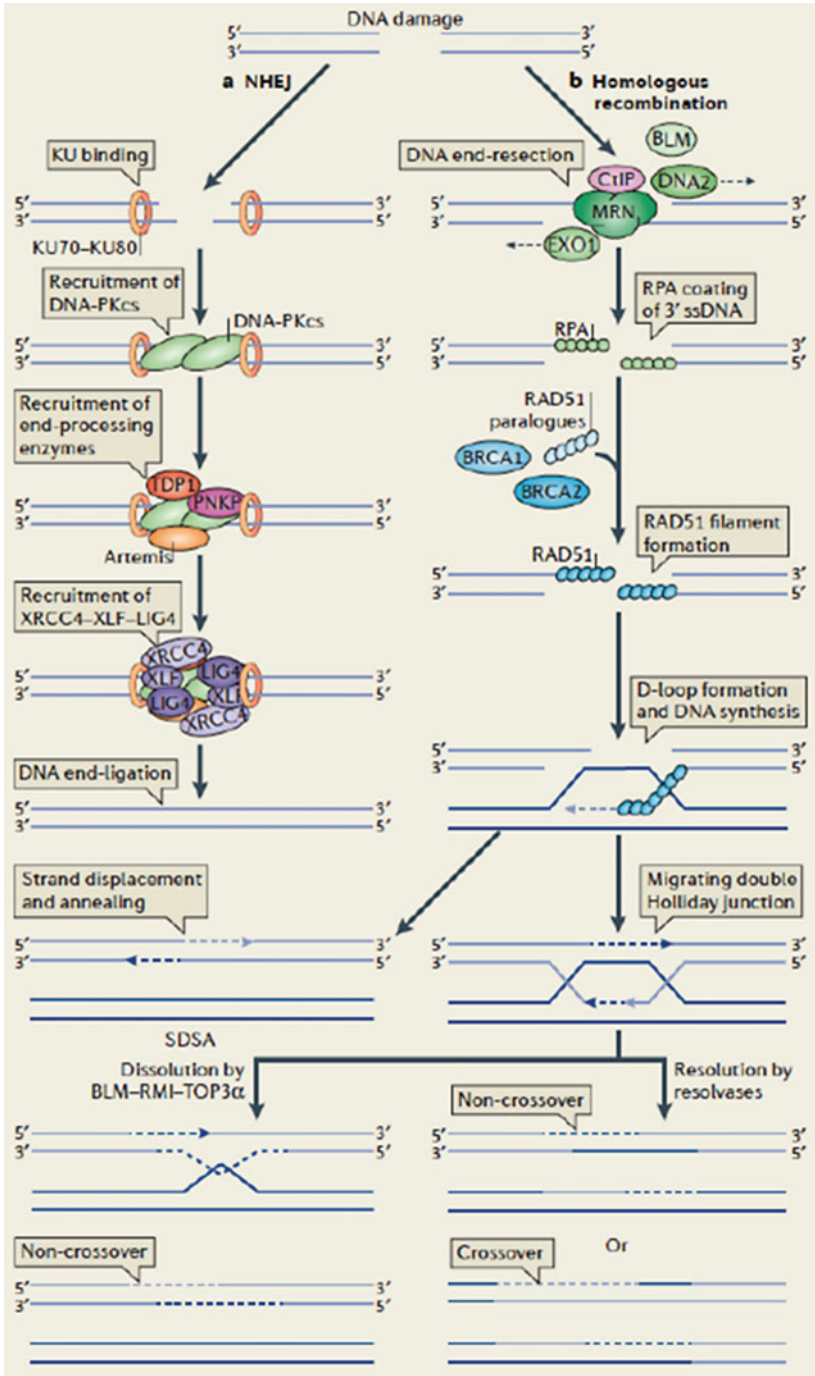 DNA damage
5′ 3′
3′ 5′
a NHEJ
b Homologous
recombination
KU binding
5′ 3′
3′ 5′
KU70–KU80
Recruitment of
DNA-PKcs
DNA-PKcs
5′ 3′
3′ 5′
Recruitment of
end-processing
enzymes
TDP1
PNKP
5′ 3′
3′ 5′
Artemis
Recruitment of
XRCC4–XLF–LIG4
XRCC4
XLF
LIG4
LIG4
XLF
XRCC4
5′ 3′
3′ 5′
DNA end-ligation
5′ 3′
3′ 5′
DNA end-resection
BLM
CtIP
DNA2
MRN
EXO1
5′ 3′
3′ 5′
RPA coating
of 3′ ssDNA
RPA
5′ 3′
3′ 5′
RAD51
paralogues
BRCA1
BRCA2
RAD51 filament
formation
RAD51
5′ 3′
3′ 5′
D-loop formation
and DNA synthesis
5′ 3′
3′ 5′
Strand displacement
and annealing
5′ 3′
3′ 5′
SDSA
Migrating double
Holliday junction
5′ 3′
3′ 5′
Dissolution by
BLM–RMI–TOP3α
5′ 3′
3′ 5′
Non-crossover
5′ 3′
3′ 5′
Resolution by
resolvases
Non-crossover
5′ 3′
3′ 5′
Or
Crossover